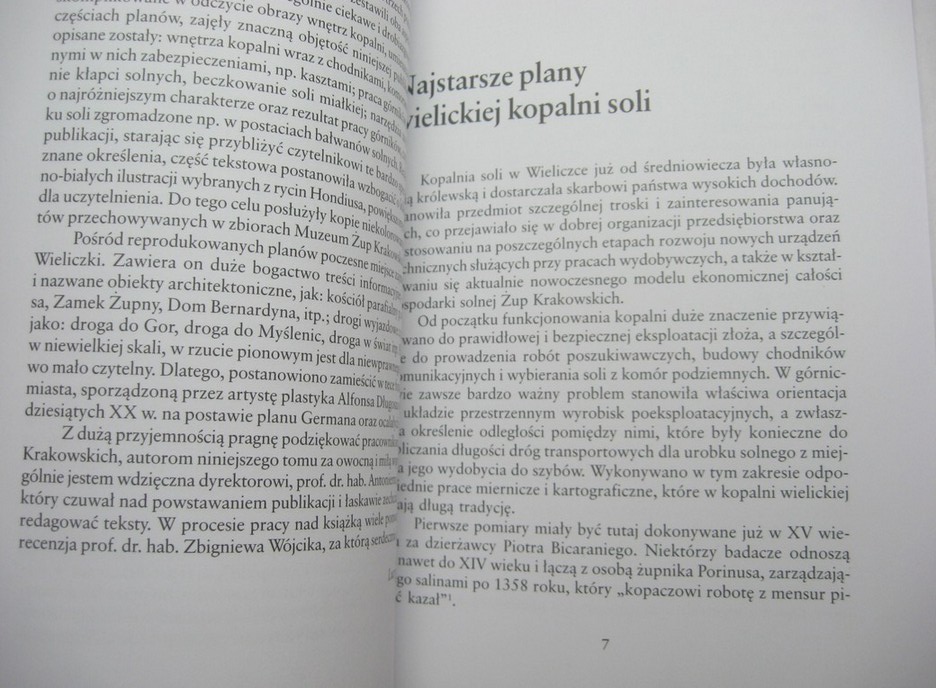 odczycie obrazy wnętrz kopalni,
częściach planów, zajęły znaczną objętość niniejszej
opisane zostały: wnętrza kopalni wraz z chodnikami,
nymi w nich zabezpieczeniami, np. kasztami; praca
nie kłapci solnych, beczkowanie soli miałkiej; narzędzia
o najróżniejszym charakterze oraz rezultat pracy górników
ku soli zgromadzone np. w postaciach bałwanów solnych.
publikacji, starając się przybliżyć czytelnikowi te bardzo
znane określenia, część tekstowa postanowiła wzbogacić
no-białych ilustracji wybranych z rycin Hondiusa,
dla uczytelnienia. Do tego celu posłużyły kopie
tów przechowywanych w zbiorach Muzeum Żup
Pośród reprodukowanych planów poczesne miejsce
Wieliczki. Zawiera on duże bogactwo treści
i nazwane obiekty architektoniczne, jak: kościół
sa, Zamek Żupny, Dom Bernardyna, itp.; drogi
jako: droga do Gor, droga do Myślenic, droga w świat
w niewielkiej skali, w rzucie pionowym jest dla
wo mało czytelny. Dlatego, postanowiono zamieścić w
miasta, sporządzoną przez artystę plastyka Alfonsa
dziesiątych XX w. na postawie planu Germana oraz
Z dużą przyjemnością pragnę podziękować
Krakowskich, autorom niniejszego tomu za owocną i
gólnie jestem wdzięczna dyrektorowi, prof. dr. hab.
który czuwał nad powstawaniem publikacji i łaskawie
redagować teksty. W procesie pracy nad książką wiele
recenzja prof. dr. hab. Zbigniewa Wójcika, za którą
Najstarsze plany
wielickiej kopalni soli
Kopalnia soli w Wieliczce już od średniowiecza była własno-
ą królewską i dostarczała skarbowi państwa wysokich dochodów.
anowiła przedmiot szczególnej troski i zainteresowania panują-
ch, co przejawiało się w dobrej organizacji przedsiębiorstwa oraz
stosowaniu na poszczególnych etapach rozwoju nowych urządzeń
chnicznych służących przy pracach wydobywczych, a także w kształ-
waniu się aktualnie nowoczesnego modelu ekonomicznej całości
ospodarki solnej Żup Krakowskich.
Od początku funkcjonowania kopalni duże znaczenie przywią-
wano do prawidłowej i bezpiecznej eksploatacji złoża, a szczegól-
e do prowadzenia robót poszukiwawczych, budowy chodników
omunikacyjnych i wybierania soli z komór podziemnych. W górnic-
ie zawsze bardzo ważny problem stanowiła właściwa orientacja
układzie przestrzennym wyrobisk poeksploatacyjnych, a zwłasz-
a określenie odległości pomiędzy nimi, które były konieczne do
bliczania długości dróg transportowych dla urobku solnego z miej-
a jego wydobycia do szybów. Wykonywano w tym zakresie odpo-
iednie prace miernicze i kartograficzne, które w kopalni wielickiej
ają długą tradycję.
Pierwsze pomiary miały być tutaj dokonywane już w XV wie-
za dzierżawcy Piotra Bicaraniego. Niektórzy badacze odnoszą
nawet do XIV wieku i łączą z osobą żupnika Porinusa, zarządzają-
go salinami po 1358 roku, który „kopaczowi robotę z mensur pi-
ć kazał”¹.
7